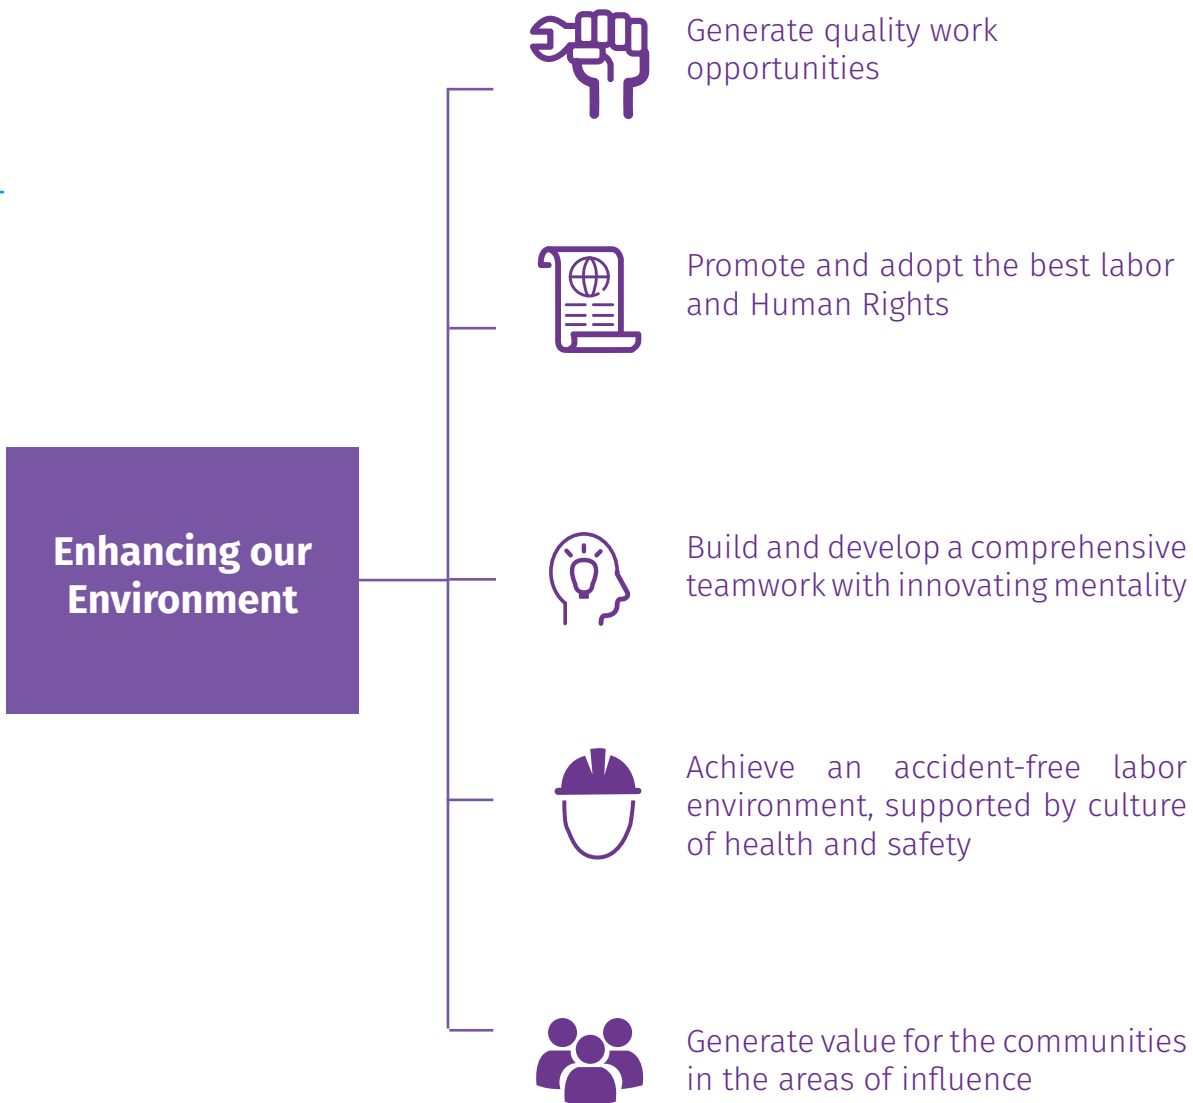 Generate quality work
opportunities
Promote and adopt the best labor
and Human Rights
Enhancing our
Environment
Build and develop a comprehensive
teamwork with innovating mentality
Achieve an accident-free labor
environment, supported by culture
of health and safety
Generate value for the communities
in the areas of influence